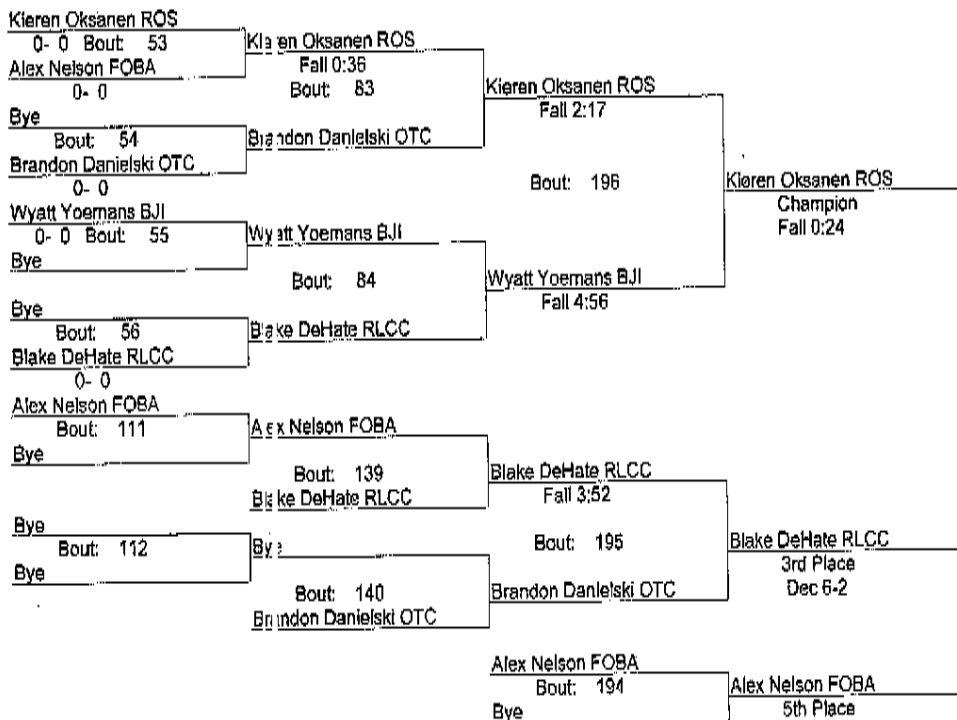 Kieren Oksanen ROS
0- 0 Bout: 53
Alex Nelson FOBA
0- 0
Bye
Bout: 54
Brandon Danielski OTC
0- 0
Wyatt Yoemans BJI
0- 0 Bout: 55
Bye
Bye
Bout: 56
Blake DeHate RLCC
0- 0
Alex Nelson FOBA
Bout: 111
Bye
Bye
Bout: 112
Bye
Kieren Oksanen ROS
Fall 0:36
Bout: 83
Brandon Danielski OTC
Wyatt Yoemans BJI
Bout: 84
Blake DeHate RLCC
Alex Nelson FOBA
Bout: 139
Blake DeHate RLCC
Bye
Bout: 140
Brandon Danielski OTC
Kieren Oksanen ROS
Fall 2:17
Bout: 196
Wyatt Yoemans BJI
Fall 4:56
Blake DeHate RLCC
Fall 3:52
Bout: 195
Brandon Danielski OTC
Alex Nelson FOBA
Bout: 194
Bye
Kieren Oksanen ROS
Champion
Fall 0:24
Blake DeHate RLCC
3rd Place
Dec 6-2
Alex Nelson FOBA
5th Place